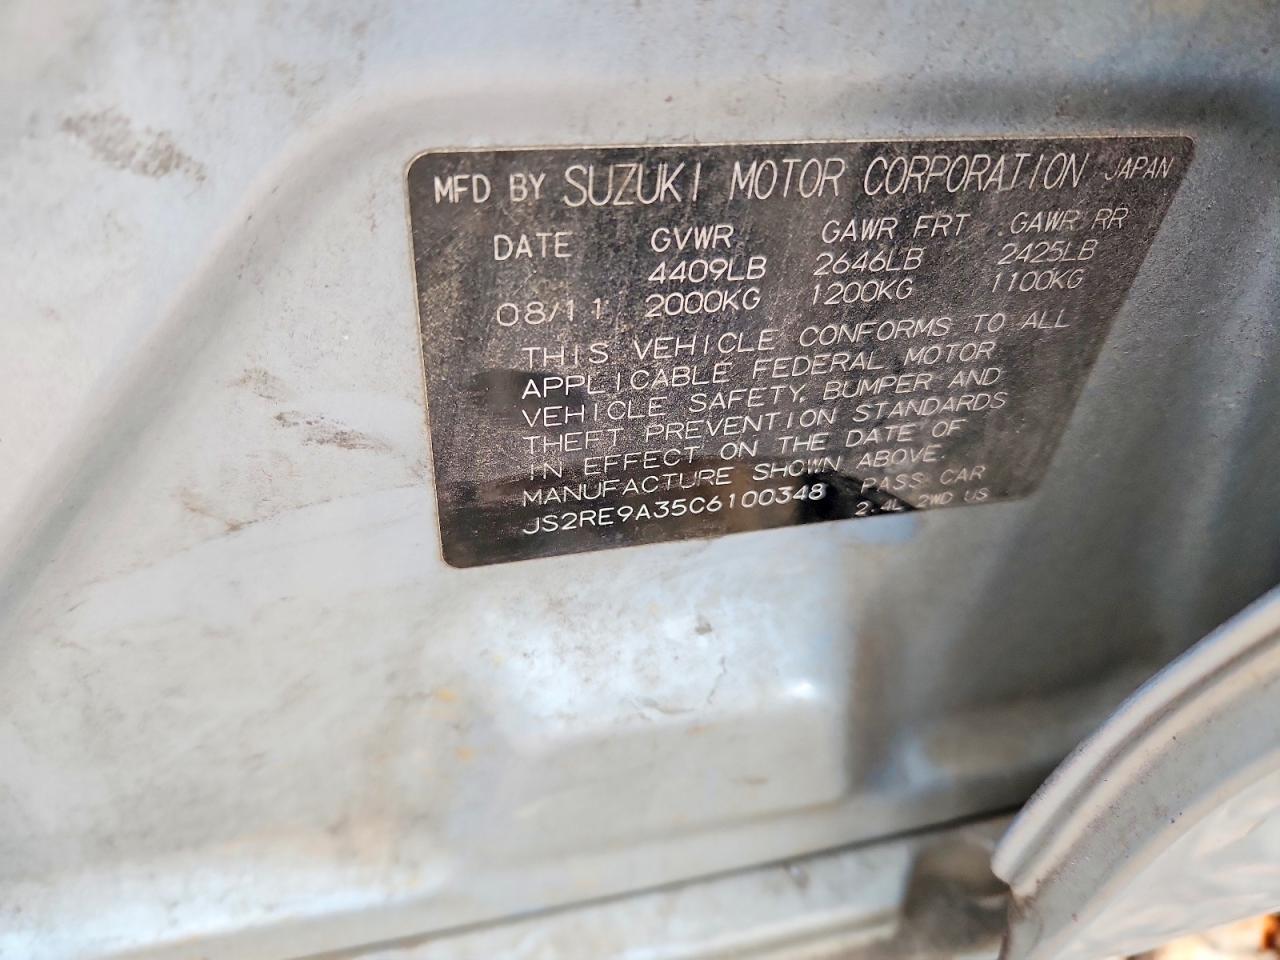 MFD BY SUZUKI MOTOR CORPORATION JAPAN
DATE GVWR GAWR FRT GAWR RR
4409LB 2646LB 2425LB
08/11 2000KG 1200KG 1100KG
THIS VEHICLE CONFORMS TO ALL
APPLICABLE FEDERAL MOTOR
VEHICLE SAFETY, BUMPER AND
THEFT PREVENTION STANDARDS
IN EFFECT ON THE DATE OF
MANUFACTURE SHOWN ABOVE.
JS2RE9A35C6100348 PASS CAR
2.4L 2WD US